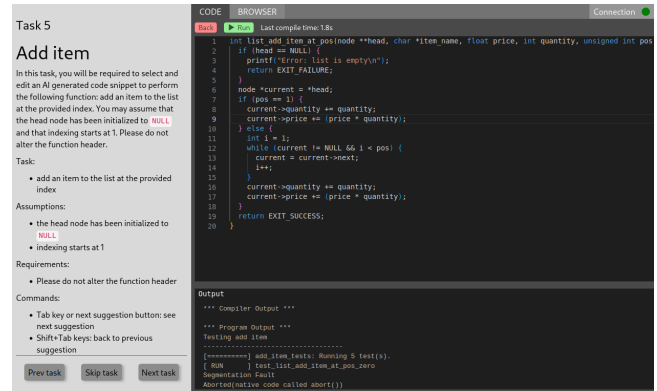 Task 5
Add item
In this task, you will be required to select and
edit an AI generated code snippet to perform
the following function: add an item to the list
at the provided index. You may assume that
the head node has been initialized to NULL
and that indexing starts at 1. Please do not
alter the function header.
Task:
• add an item to the list at the provided
index
Assumptions:
• the head node has been initialized to
NULL
• indexing starts at 1
Requirements:
• Please do not alter the function header
Commands:
• Tab key or next suggestion button: see
next suggestion
• Shift+Tab keys: back to previous
suggestion
Prev task Skip task Next task
CODE BROWSER Connection
Back ▶ Run Last compile time: 1.8s
1 int list_add_item_at_pos(node **head, char *item_name, float price, int quantity, unsigned int pos
2 if (head == NULL) {
3 printf("Error: list is empty\n");
4 return EXIT_FAILURE;
5 }
6 node *current = *head;
7 if (pos == 1) {
8 current->quantity += quantity;
9 current->price += (price * quantity);
10 } else {
11 int i = 1;
12 while (current != NULL && i < pos) {
13 current = current->next;
14 i++;
15 }
16 current->quantity += quantity;
17 current->price += (price * quantity);
18 }
19 return EXIT_SUCCESS;
20 }
Output
*** Compiler Output ***
*** Program Output ***
Testing add item
----------------------------------
[==========] add_item_tests: Running 5 test(s).
[ RUN      ] test_list_add_item_at_pos_zero
Segmentation Fault
Aborted(native code called abort())